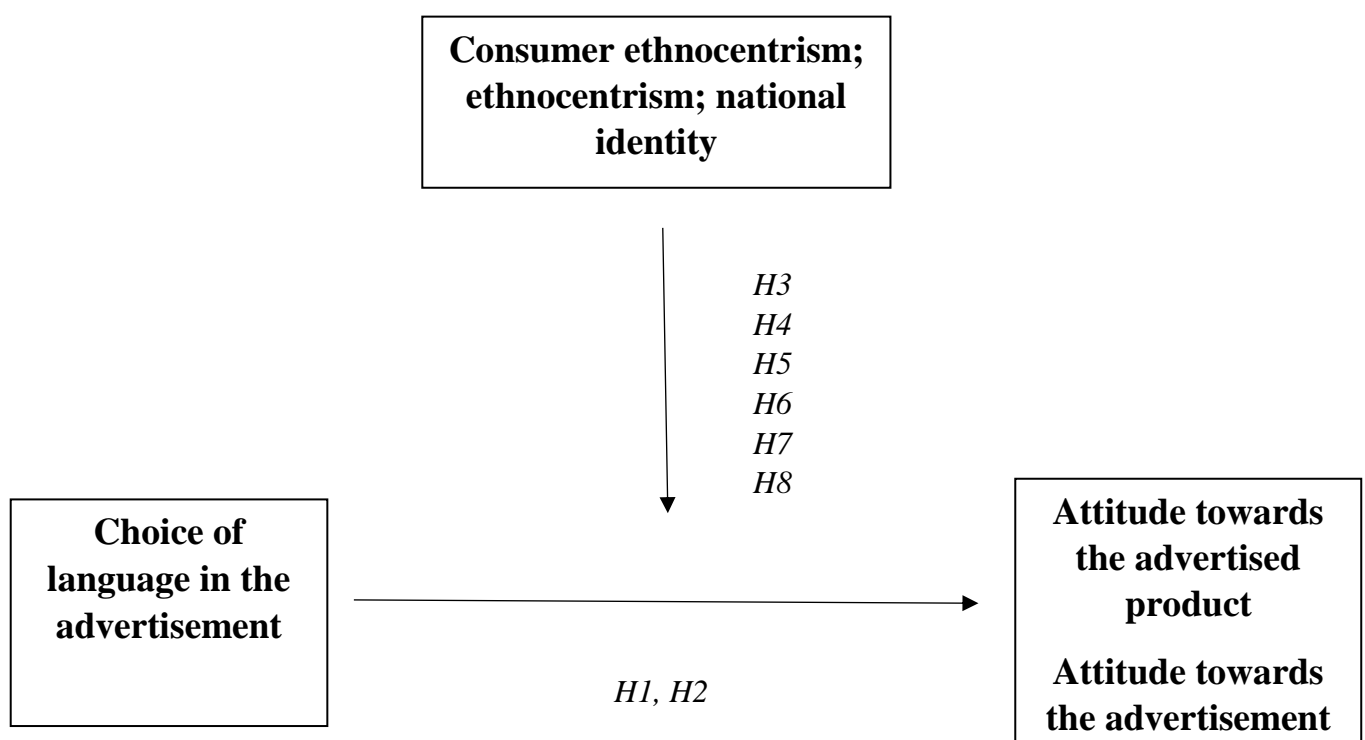 Consumer ethnocentrism;
ethnocentrism; national
identity
H3
H4
H5
H6
H7
H8
Choice of
language in the
advertisement
H1, H2
Attitude towards
the advertised
product
Attitude towards
the advertisement